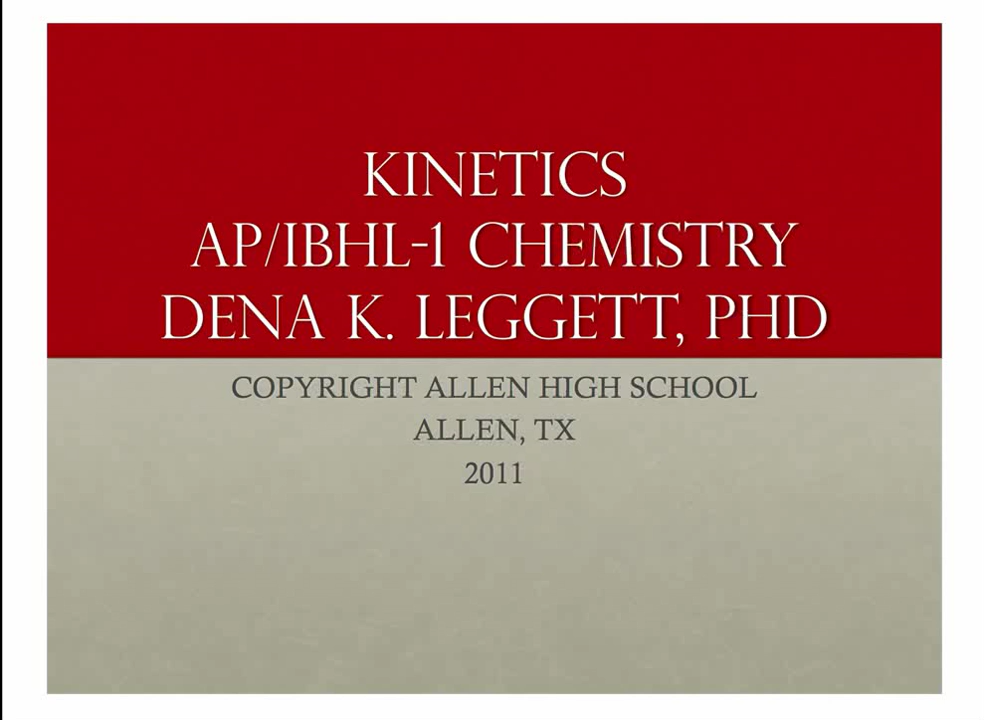 KINETICS
AP/IBHL-1 CHEMISTRY
DENA K. LEGGETT, PHD
COPYRIGHT ALLEN HIGH SCHOOL
ALLEN, TX
2011